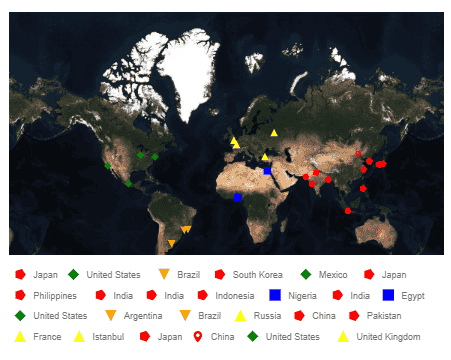 Japan United States Brazil South Korea Mexico Japan
Philippines India India Indonesia Nigeria India Egypt
United States Argentina Brazil Russia China Pakistan
France Istanbul Japan China United States United Kingdom